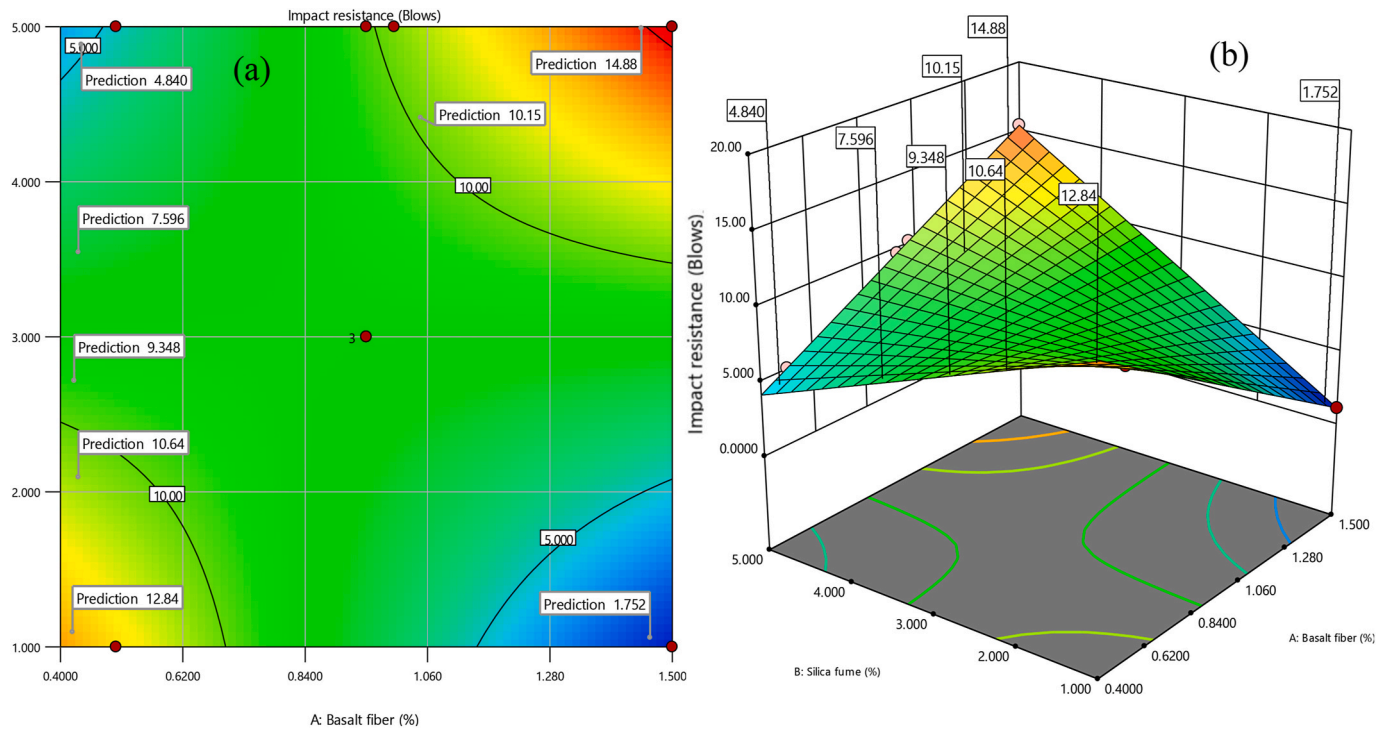 Impact resistance (Blows)
(a)
5.000
4.000
3.000
2.000
1.000
5.000
Prediction 4.840
Prediction 14.88
Prediction 10.15
10.00
Prediction 7.596
3
Prediction 9.348
Prediction 10.64
10.00
5.000
Prediction 12.84
Prediction 1.752
0.4000
0.6200
0.8400
1.060
1.280
1.500
A: Basalt fiber (%)
(b)
14.88
10.15
4.840
7.596
9.348
10.64
12.84
1.752
Impact resistance (Blows)
20.00
15.00
10.00
5.000
0.0000
5.000
4.000
3.000
2.000
1.000
B: Silica fume (%)
0.4000
0.6200
0.8400
1.060
1.280
1.500
A: Basalt fiber (%)